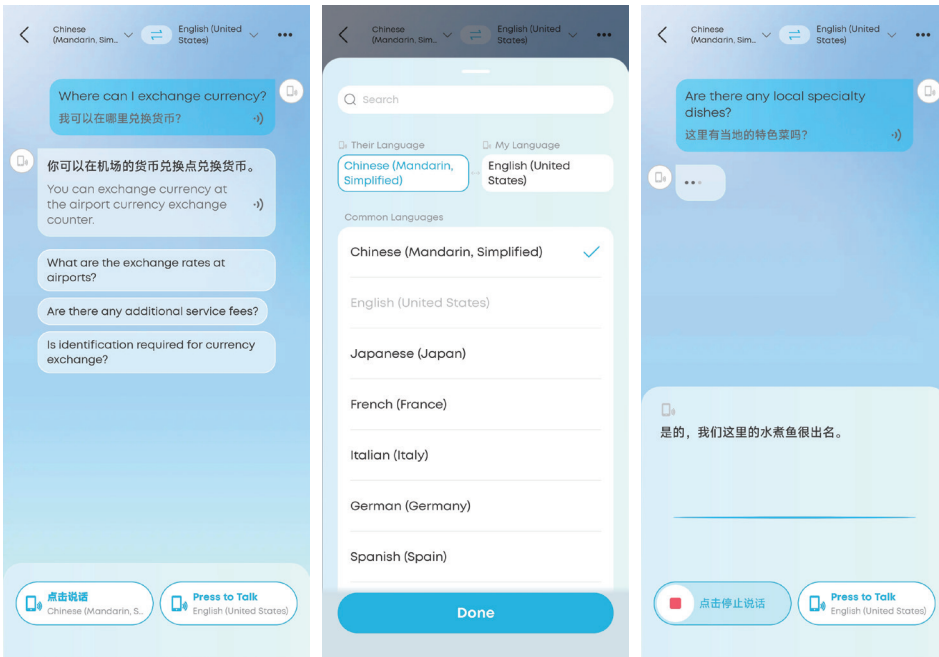 Chinese
(Mandarin, Sim...
English (United
States)
Where can I exchange currency?
我可以在哪里兑换货币？
你可以在机场的货币兑换点兑换货币。
You can exchange currency at
the airport currency exchange
counter.
What are the exchange rates at
airports?
Are there any additional service fees?
Is identification required for currency
exchange?
点击说话
Chinese (Mandarin, S...
Press to Talk
English (United States)
Chinese
(Mandarin, Sim...
English (United
States)
Search
Their Language
My Language
Chinese (Mandarin,
Simplified)
English (United
States)
Common Languages
Chinese (Mandarin, Simplified)
English (United States)
Japanese (Japan)
French (France)
Italian (Italy)
German (Germany)
Spanish (Spain)
Done
Chinese
(Mandarin, Sim...
English (United
States)
Are there any local specialty
dishes?
这里有当地的特色菜吗？
是的，我们这里的水煮鱼很出名。
点击停止说话
Press to Talk
English (United States)